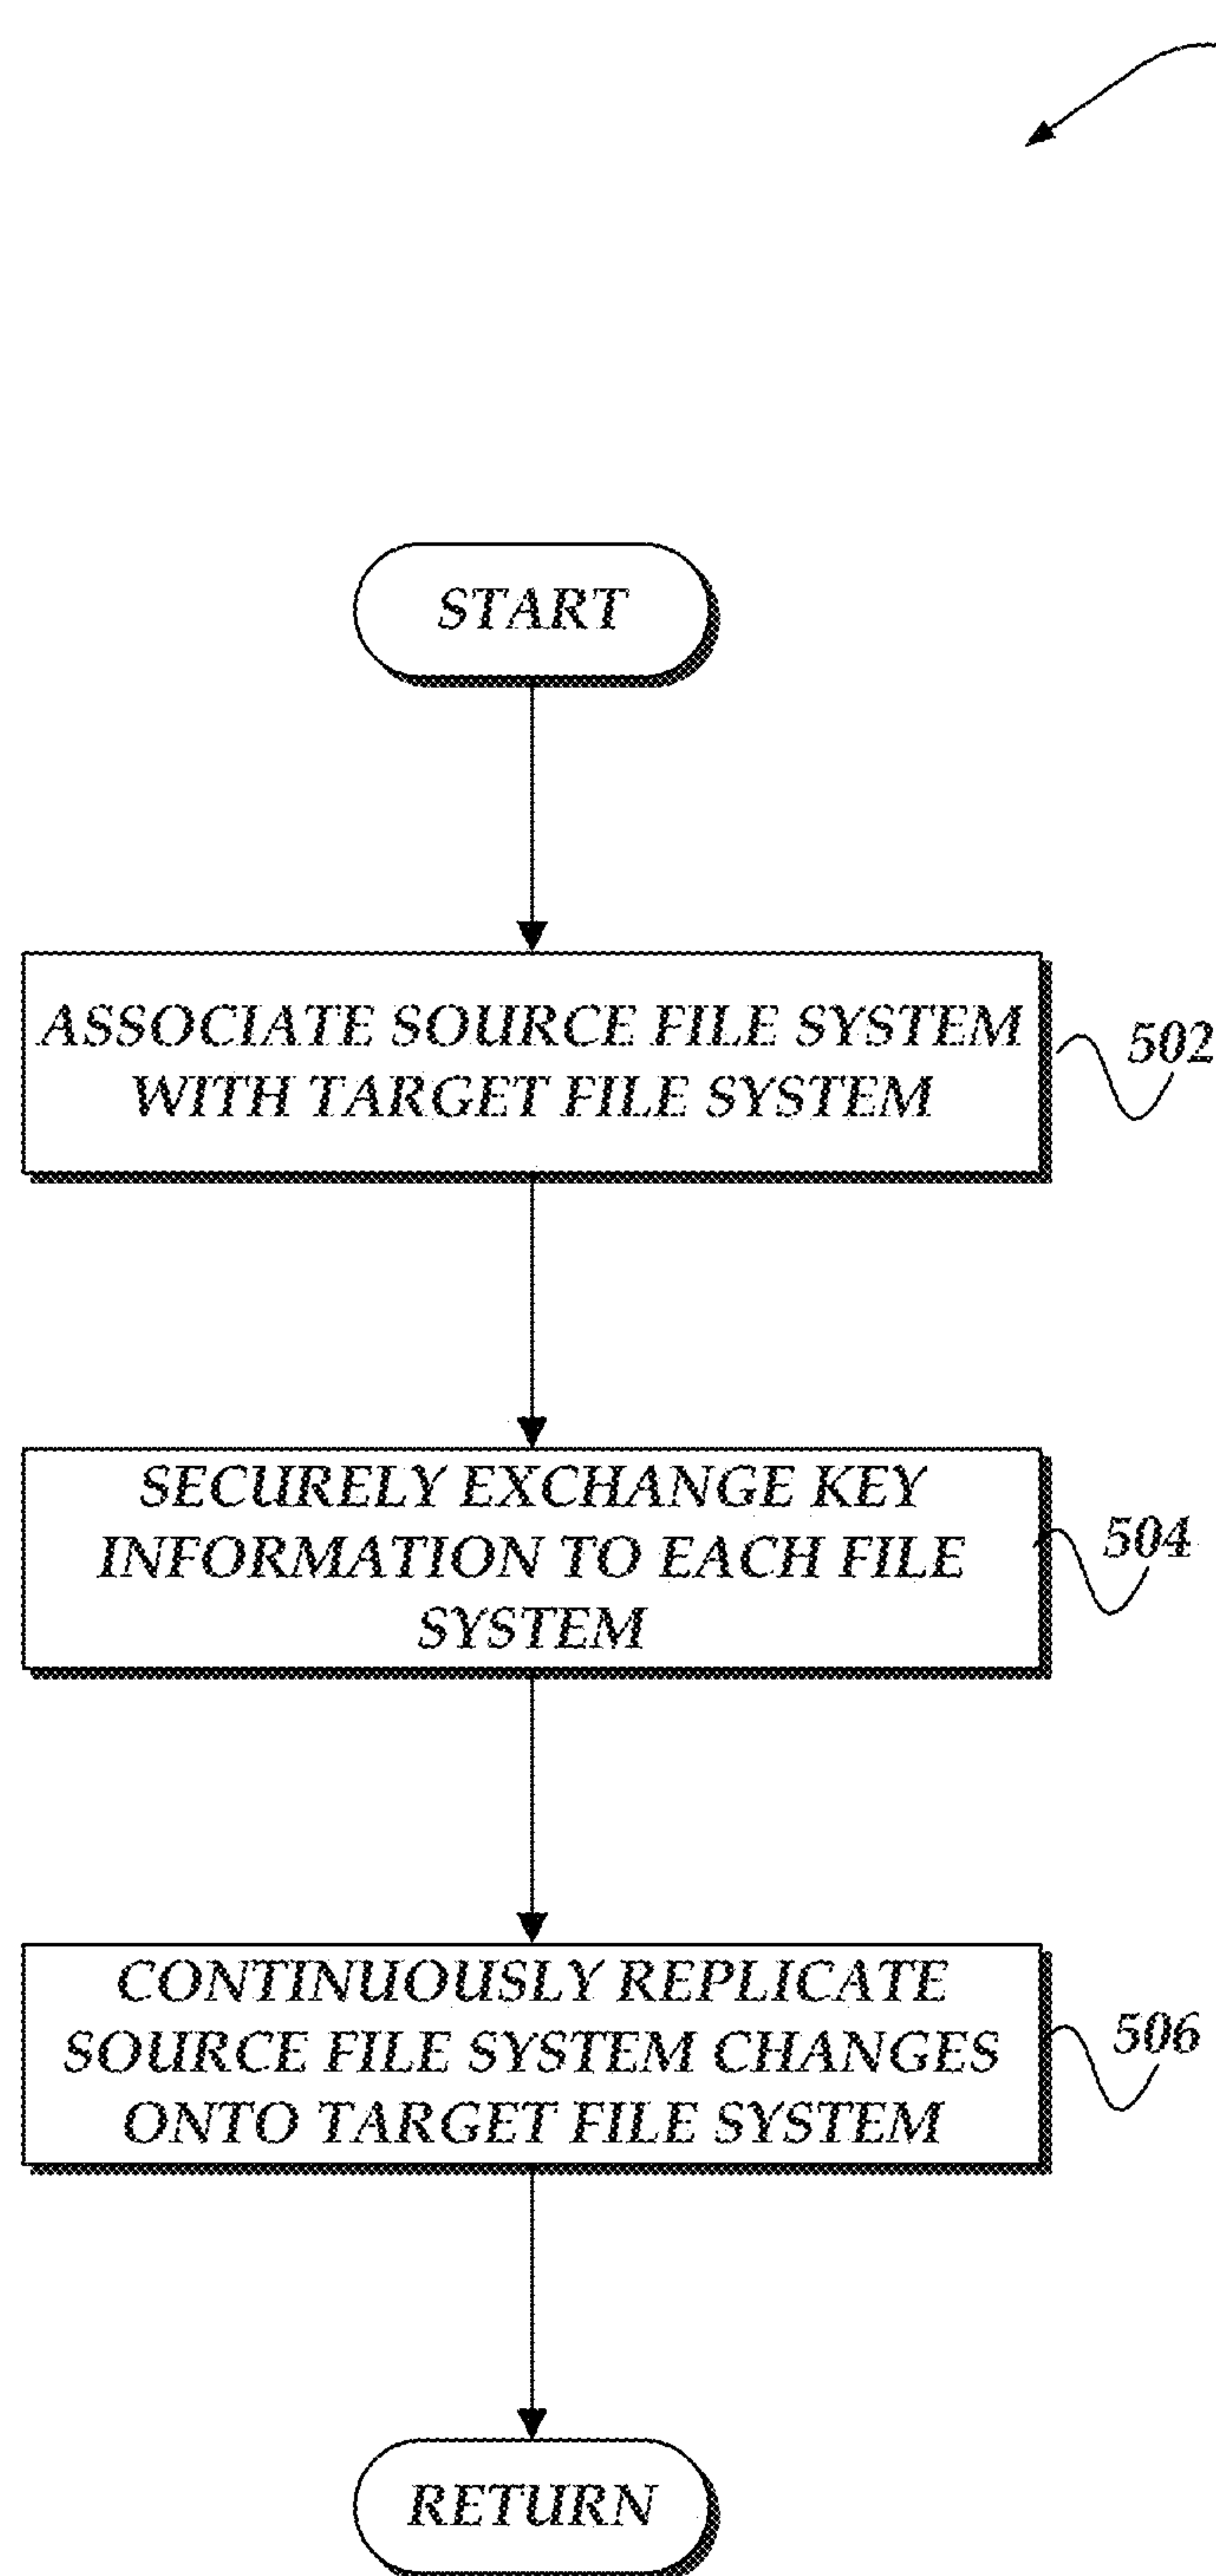 START
ASSOCIATE SOURCE FILE SYSTEM
WITH TARGET FILE SYSTEM
502
SECURELY EXCHANGE KEY
INFORMATION TO EACH FILE
SYSTEM
504
CONTINUOUSLY REPLICATE
SOURCE FILE SYSTEM CHANGES
ONTO TARGET FILE SYSTEM
506
RETURN